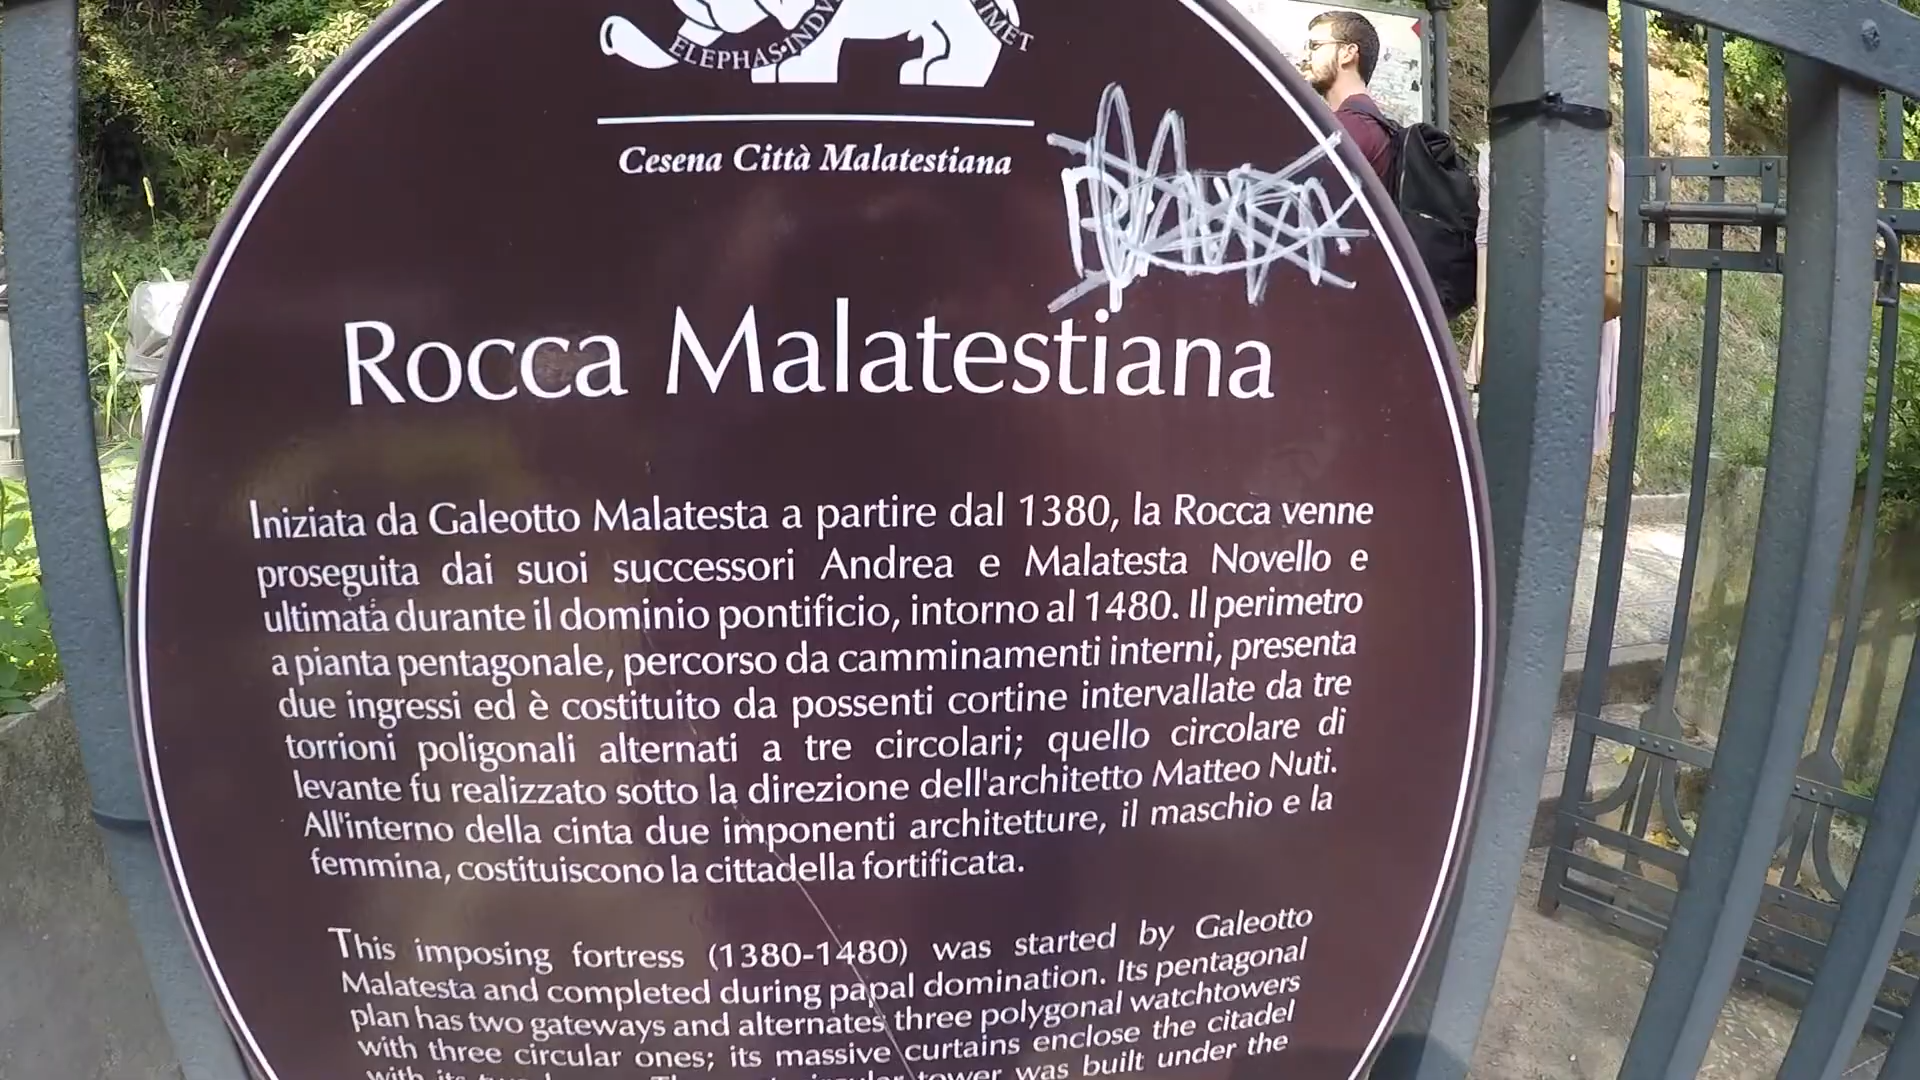 ELEPHAS•INDV TIMET
Cesena Città Malatestiana
Rocca Malatestiana
Iniziata da Galeotto Malatesta a partire dal 1380, la Rocca venne
proseguita dai suoi successori Andrea e Malatesta Novello e
ultimata durante il dominio pontificio, intorno al 1480. Il perimetro
a pianta pentagonale, percorso da camminamenti interni, presenta
due ingressi ed è costituito da possenti cortine intervallate da tre
torrioni poligonali alternati a tre circolari; quello circolare di
levante fu realizzato sotto la direzione dell'architetto Matteo Nuti.
All'interno della cinta due imponenti architetture, il maschio e la
femmina, costituiscono la cittadella fortificata.
This imposing fortress (1380-1480) was started by Galeotto
Malatesta and completed during papal domination. Its pentagonal
plan has two gateways and alternates three polygonal watchtowers
with three circular ones; its massive curtains enclose the citadel
with its tower was built under the